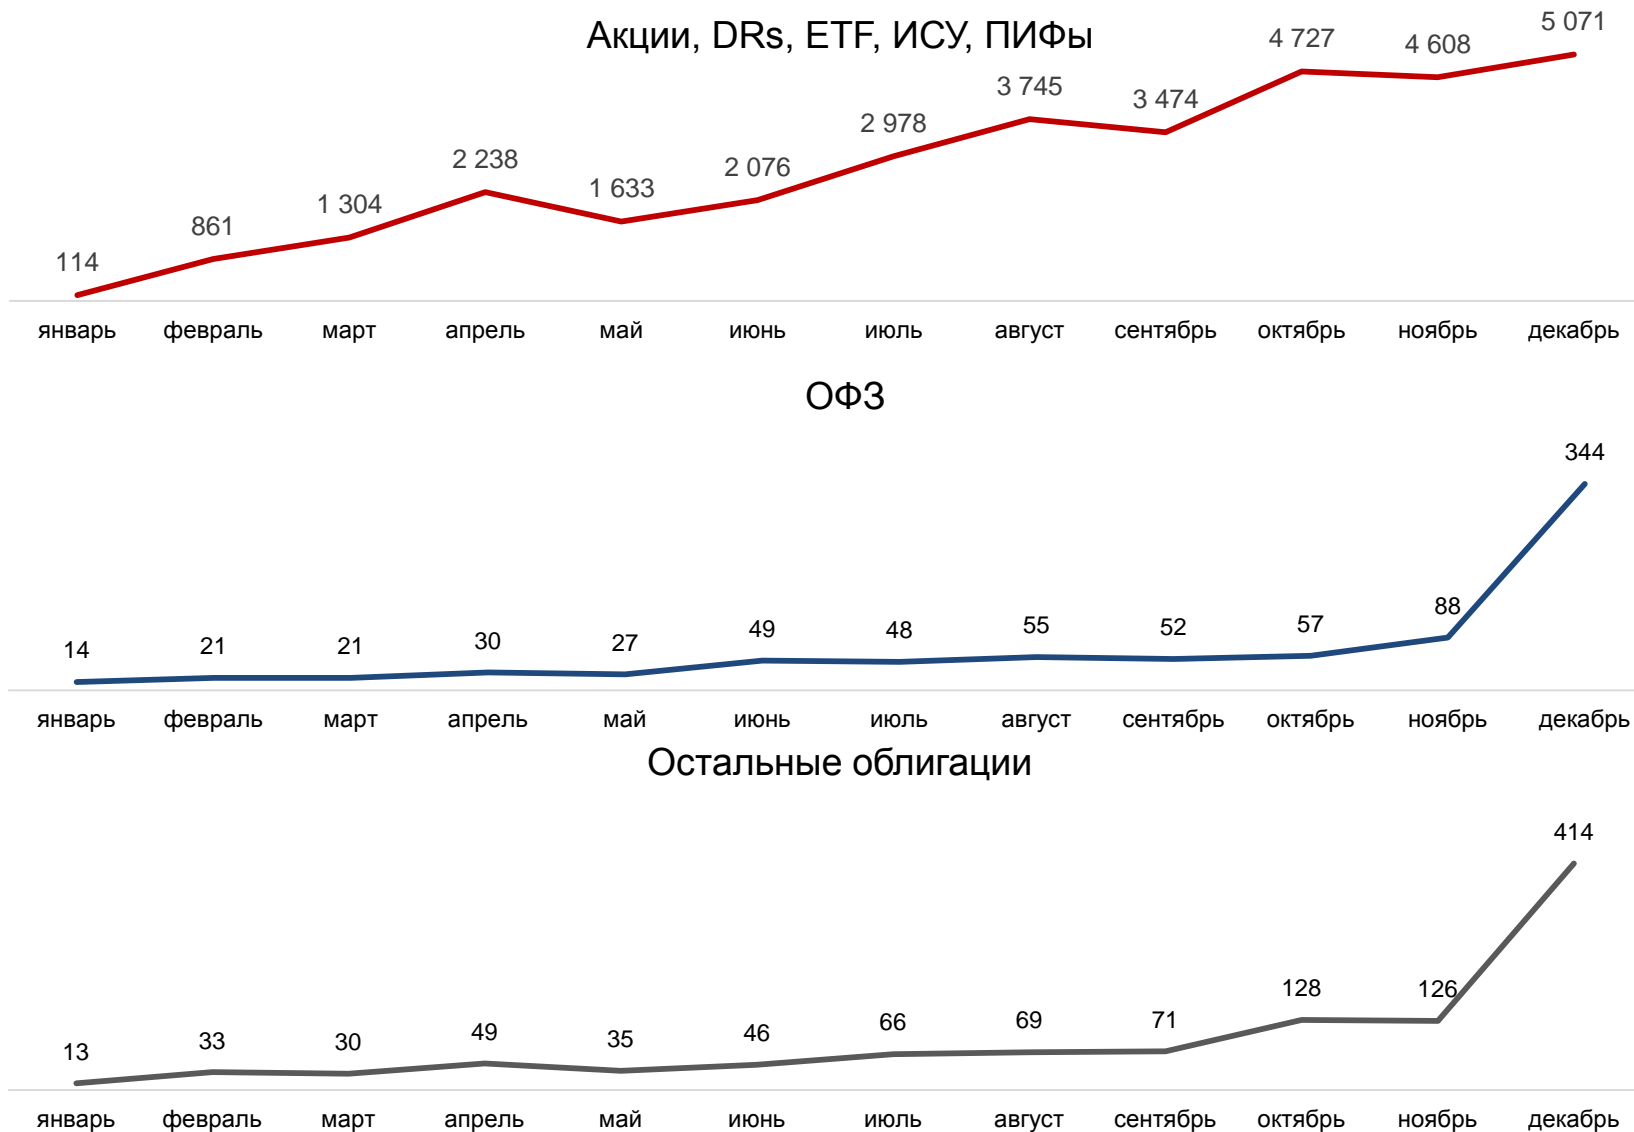 Акции, DRs, ETF, ИСУ, ПИФы
114 861 1 304 2 238 1 633 2 076 2 978 3 745 3 474 4 727 4 608 5 071
январь февраль март апрель май июнь июль август сентябрь октябрь ноябрь декабрь
ОФЗ
14 21 21 30 27 49 48 55 52 57 88 344
январь февраль март апрель май июнь июль август сентябрь октябрь ноябрь декабрь
Остальные облигации
13 33 30 49 35 46 66 69 71 128 126 414
январь февраль март апрель май июнь июль август сентябрь октябрь ноябрь декабрь